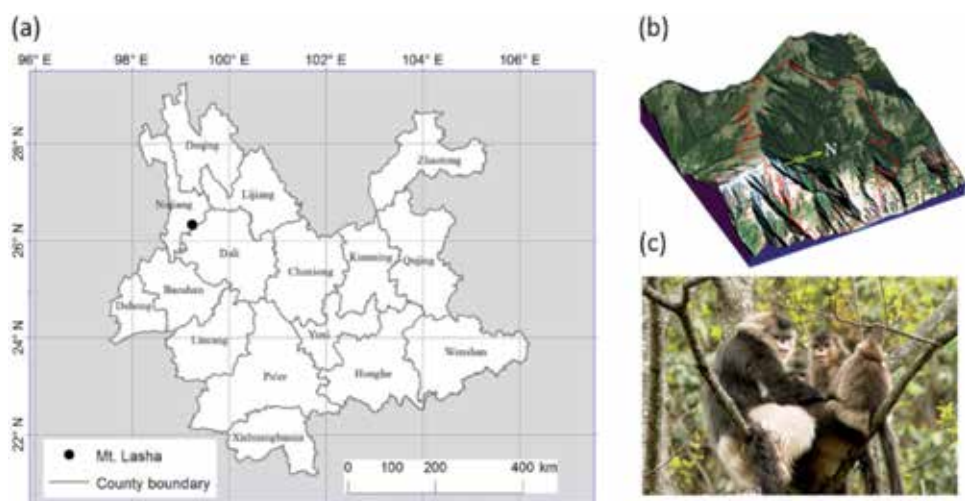 (a)
96° E 98° E 100° E 102° E 104° E 106° E
28° N
26° N
24° N
22° N
Diqing
Zhaotong
Nujiang
Lijiang
Dali
Chuxiong
Kunming
Qujing
Baoshan
Dehong
Lincang
Yuxi
Pu'er
Honghe
Wenshan
Xishuangbanna
Mt. Lasha
County boundary
0 100 200 400 km
(b)
N
(c)